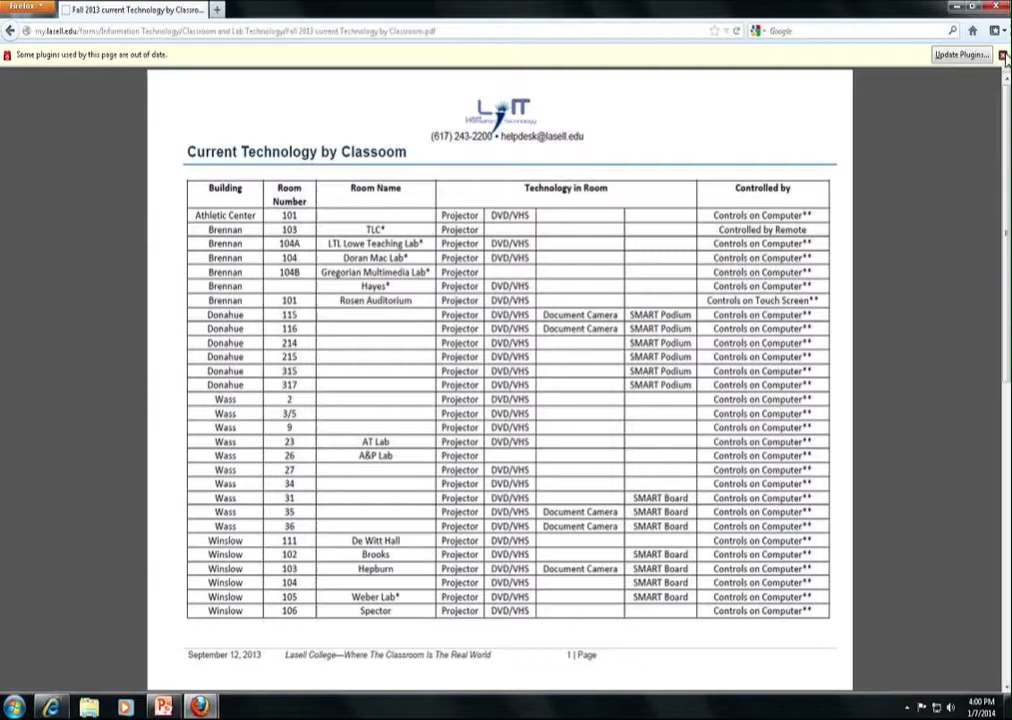 Firefox
Fall 2013 current Technology by Classro...
my.lasell.edu/forms/Information Technology/Classroom and Lab Technology/Fall 2013 current Technology by Classroom.pdf
Google
Some plugins used by this page are out of date.
Update Plugins...
L IT
(617) 243-2200 • helpdesk@lasell.edu
Current Technology by Classoom
Building Room Number Room Name Technology in Room Controlled by
Athletic Center 101 Projector DVD/VHS Controls on Computer**
Brennan 103 TLC* Projector Controlled by Remote
Brennan 104A LTL Lowe Teaching Lab* Projector DVD/VHS Controls on Computer**
Brennan 104 Doran Mac Lab* Projector DVD/VHS Controls on Computer**
Brennan 104B Gregorian Multimedia Lab* Projector Controls on Computer**
Brennan Hayes* Projector DVD/VHS Controls on Computer**
Brennan 101 Rosen Auditorium Projector DVD/VHS Controls on Touch Screen**
Donahue 115 Projector DVD/VHS Document Camera SMART Podium Controls on Computer**
Donahue 116 Projector DVD/VHS Document Camera SMART Podium Controls on Computer**
Donahue 214 Projector DVD/VHS SMART Podium Controls on Computer**
Donahue 215 Projector DVD/VHS SMART Podium Controls on Computer**
Donahue 315 Projector DVD/VHS SMART Podium Controls on Computer**
Donahue 317 Projector DVD/VHS SMART Podium Controls on Computer**
Wass 2 Projector DVD/VHS Controls on Computer**
Wass 3/5 Projector DVD/VHS Controls on Computer**
Wass 9 Projector DVD/VHS Controls on Computer**
Wass 23 AT Lab Projector DVD/VHS Controls on Computer**
Wass 26 A&P Lab Projector Controls on Computer**
Wass 27 Projector DVD/VHS Controls on Computer**
Wass 34 Projector DVD/VHS Controls on Computer**
Wass 31 Projector DVD/VHS SMART Board Controls on Computer**
Wass 35 Projector DVD/VHS Document Camera SMART Board Controls on Computer**
Wass 36 Projector DVD/VHS Document Camera SMART Board Controls on Computer**
Winslow 111 De Witt Hall Projector DVD/VHS Controls on Computer**
Winslow 102 Brooks Projector DVD/VHS SMART Board Controls on Computer**
Winslow 103 Hepburn Projector DVD/VHS Document Camera SMART Board Controls on Computer**
Winslow 104 Projector DVD/VHS SMART Board Controls on Computer**
Winslow 105 Weber Lab* Projector DVD/VHS SMART Board Controls on Computer**
Winslow 106 Spector Projector DVD/VHS Controls on Computer**
September 12, 2013 Lasell College—Where The Classroom Is The Real World 1 | Page
4:00 PM
1/7/2014